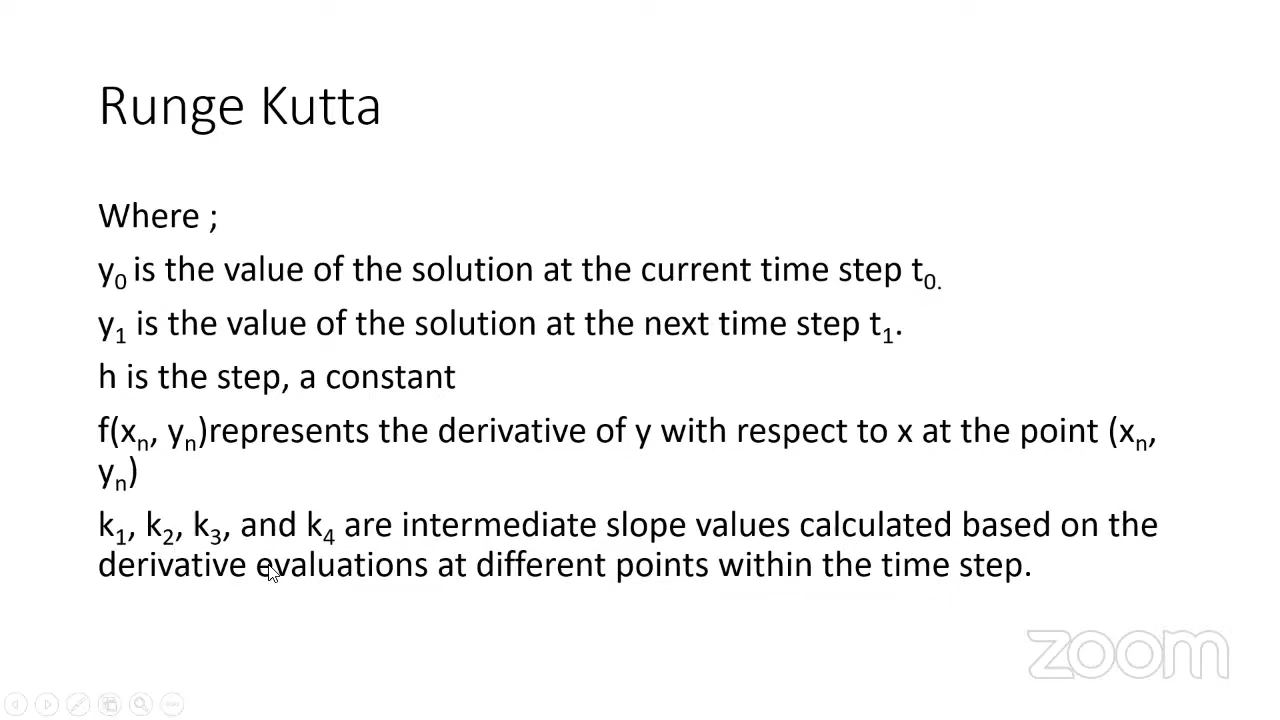 Runge Kutta
Where ;
y₀ is the value of the solution at the current time step t₀.
y₁ is the value of the solution at the next time step t₁.
h is the step, a constant
f(xₙ, yₙ)represents the derivative of y with respect to x at the point (xₙ,
yₙ)
k₁, k₂, k₃, and k₄ are intermediate slope values calculated based on the
derivative evaluations at different points within the time step.
zoom